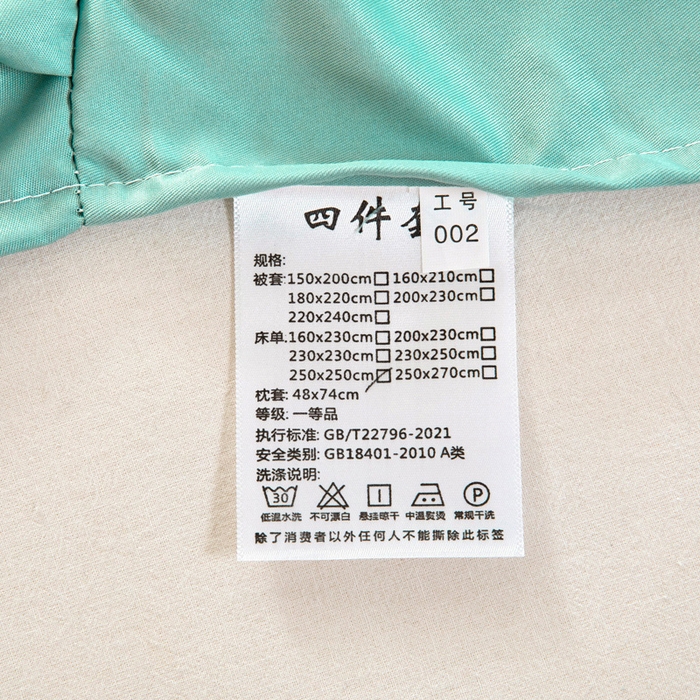 四件
工号
002
规格:
被套:150x200cm□ 160x210cm□
180x220cm□ 200x230cm□
220x240cm□
床单:160x230cm□ 200x230cm□
230x230cm□ 230x250cm□
250x250cm□ 250x270cm□
枕套: 48x74cm
等级: 一等品
执行标准: GB/T22796-2021
安全类别: GB18401-2010 A类
洗涤说明:
30 P
低温水洗 不可漂白 悬挂晾干 中温熨烫 常规干洗
除了消费者以外任何人不能撕除此标签